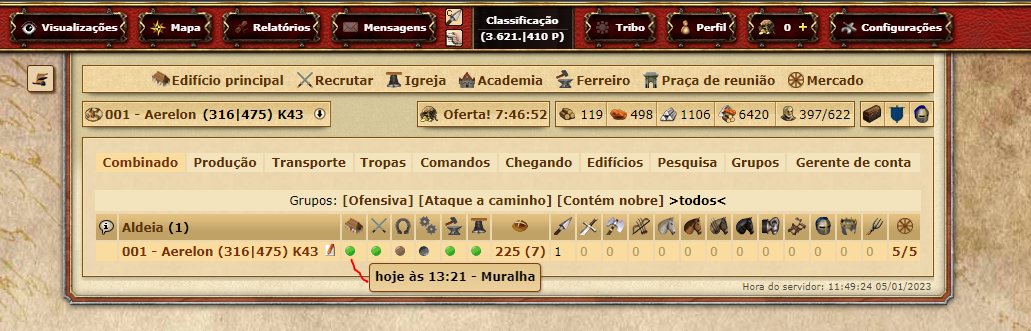 Visualizações Mapa Relatórios Mensagens Classificação Tribo Perfil 0 + Configurações
(3.621.|410 P)
Edifício principal Recrutar Igreja Academia Ferreiro Praça de reunião Mercado
001 - Aerelon (316|475) K43 Oferta! 7:46:52 119 498 1106 6420 397/622
Combinado Produção Transporte Tropas Comandos Chegando Edifícios Pesquisa Grupos Gerente de conta
Grupos: [Ofensiva] [Ataque a caminho] [Contém nobre] >todos<
Aldeia (1)
001 - Aerelon (316|475) K43 225 (7) 1 0 0 0 0 0 0 0 0 0 0 0 0 5/5
hoje às 13:21 - Muralha
Hora do servidor: 11:49:24 05/01/2023